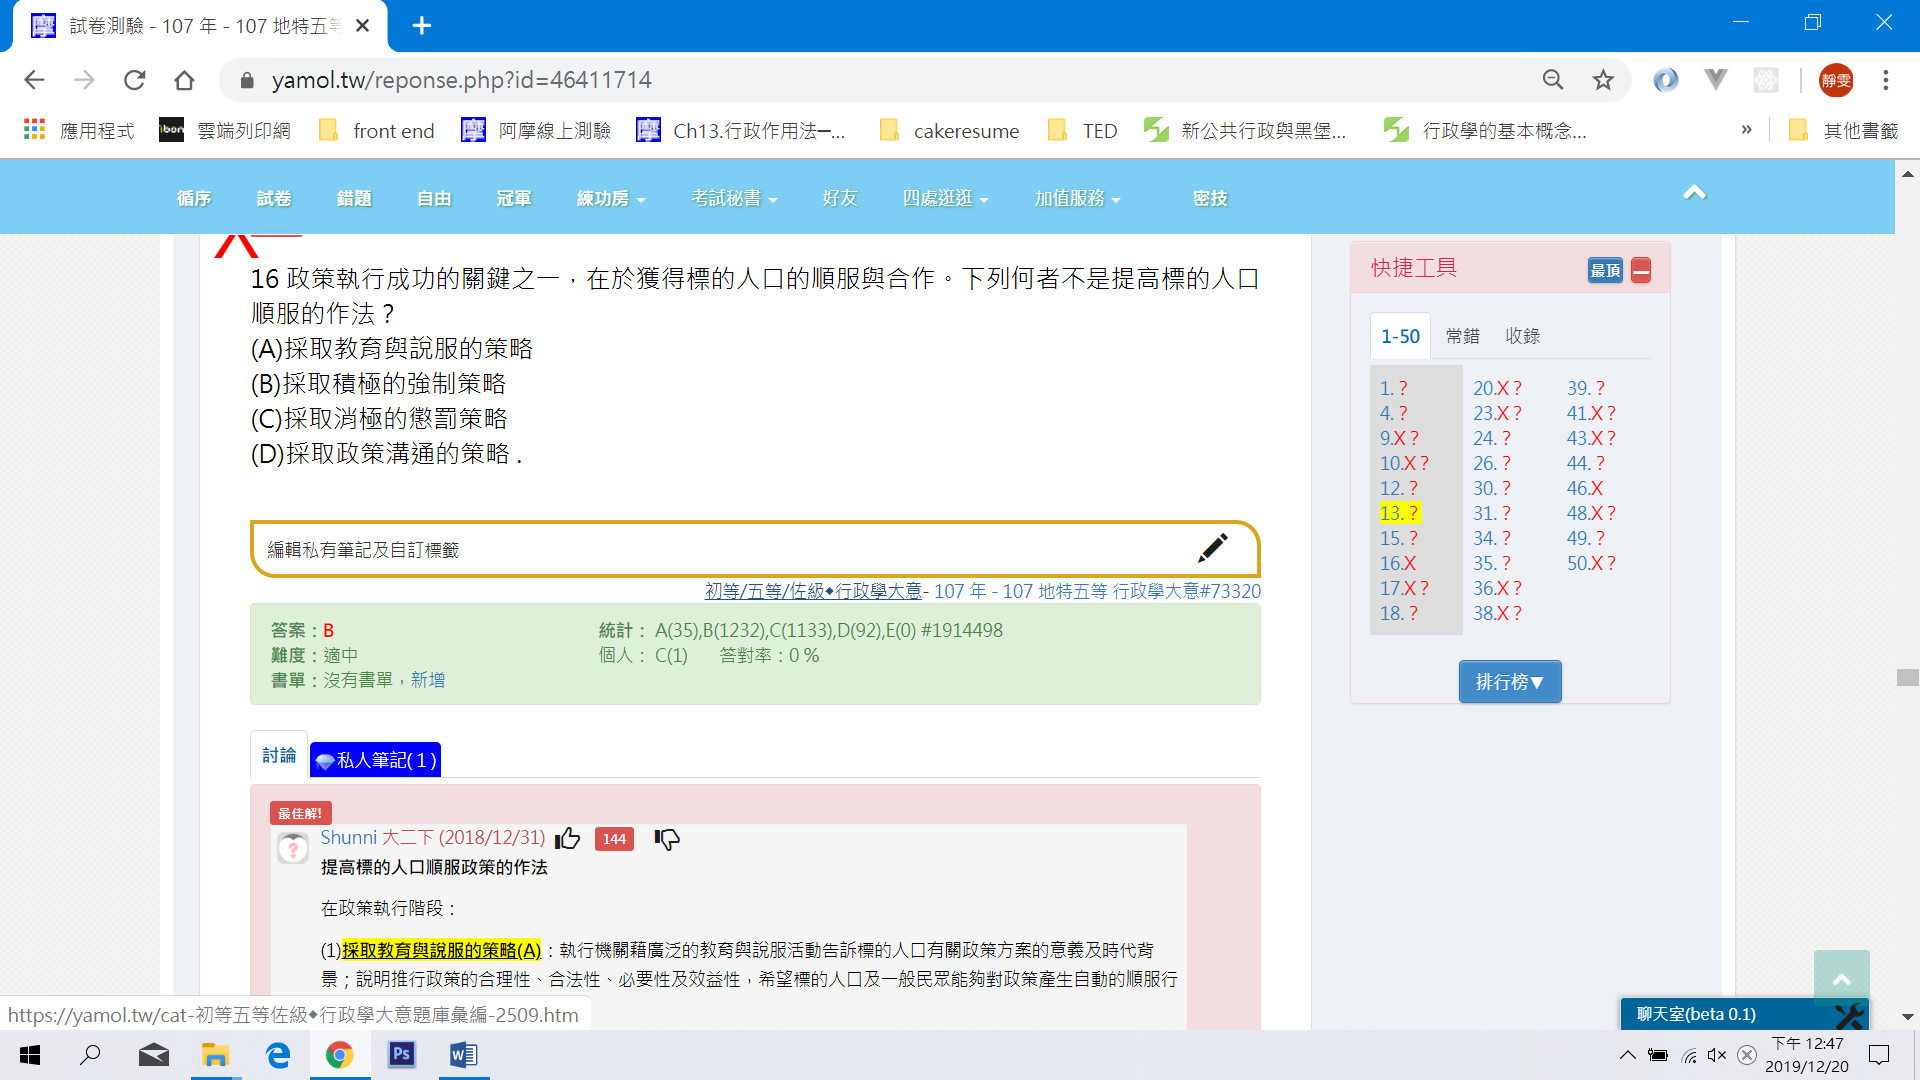 試卷測驗 - 107 年 - 107 地特五等
yamol.tw/reponse.php?id=46411714
靜雯
應用程式
ibon
雲端列印網
front end
阿摩線上測驗
Ch13.行政作用法─...
cakeresume
TED
新公共行政與黑堡...
行政學的基本概念...
»
其他書籤
循序 試卷 錯題 自由 冠軍 練功房 考試秘書 好友 四處逛逛 加值服務 密技
16 政策執行成功的關鍵之一，在於獲得標的人口的順服與合作。下列何者不是提高標的人口
順服的作法？
(A)採取教育與說服的策略
(B)採取積極的強制策略
(C)採取消極的懲罰策略
(D)採取政策溝通的策略 .
編輯私有筆記及自訂標籤
初等/五等/佐級◆行政學大意- 107 年 - 107 地特五等 行政學大意#73320
答案：B
統計： A(35),B(1232),C(1133),D(92),E(0) #1914498
難度：適中
個人： C(1) 答對率：0 %
書單：沒有書單，新增
討論
私人筆記( 1 )
最佳解!
Shunni 大二下 (2018/12/31) 144
提高標的人口順服政策的作法
在政策執行階段：
(1)採取教育與說服的策略(A)：執行機關藉廣泛的教育與說服活動告訴標的人口有關政策方案的意義及時代背
景；說明推行政策的合理性、合法性、必要性及效益性，希望標的人口及一般民眾能夠對政策產生自動的順服行
快捷工具
最頂
1-50 常錯 收錄
1. ? 20.X ? 39. ?
4. ? 23.X ? 41.X ?
9.X ? 24. ? 43.X ?
10.X ? 26. ? 44. ?
12. ? 30. ? 46.X
13. ? 31. ? 48.X ?
15. ? 34. ? 49. ?
16.X 35. ? 50.X ?
17.X ? 36.X ?
18. ? 38.X ?
排行榜▼
聊天室(beta 0.1)
https://yamol.tw/cat-初等五等佐級◆行政學大意題庫彙編-2509.htm
Ps
下午 12:47
2019/12/20